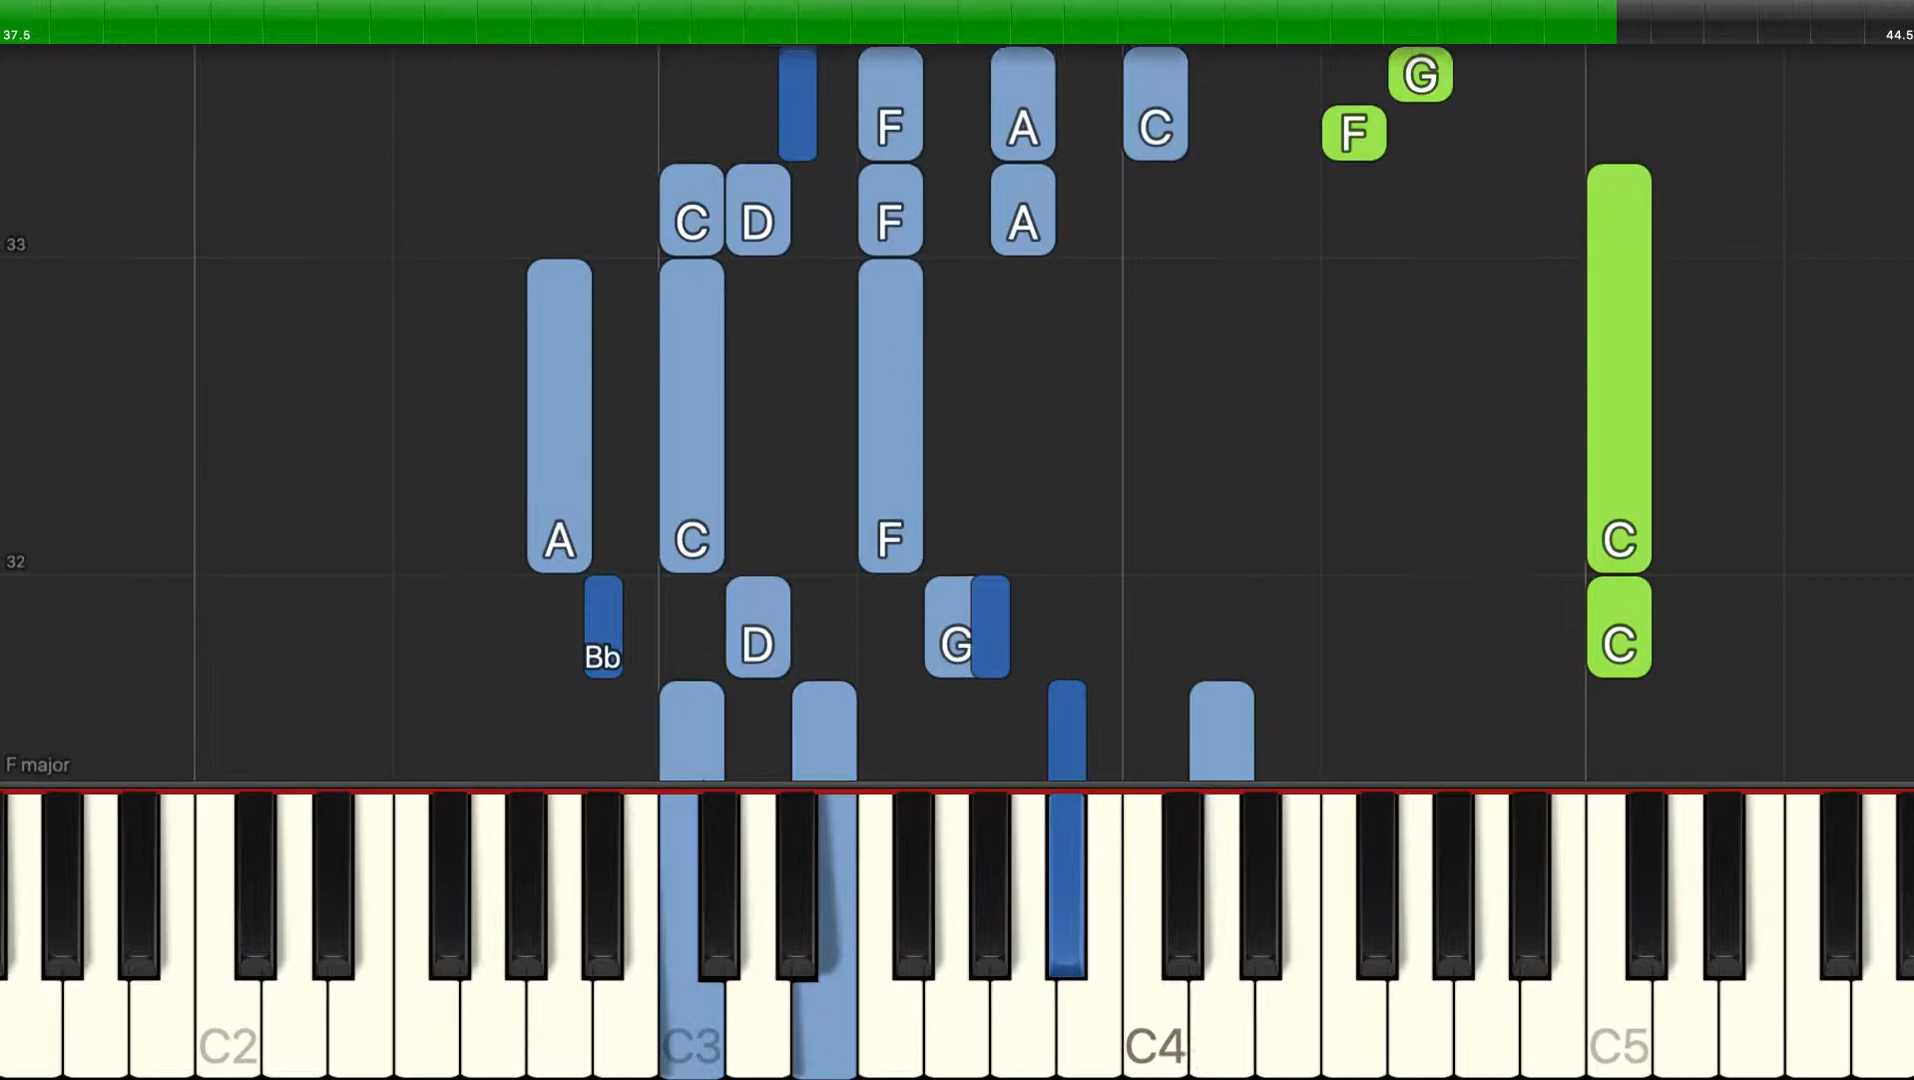 37.5 44.5
G
F A C F
C D F A
33
A C F C
32
Bb D G C
F major
C2 C3 C4 C5